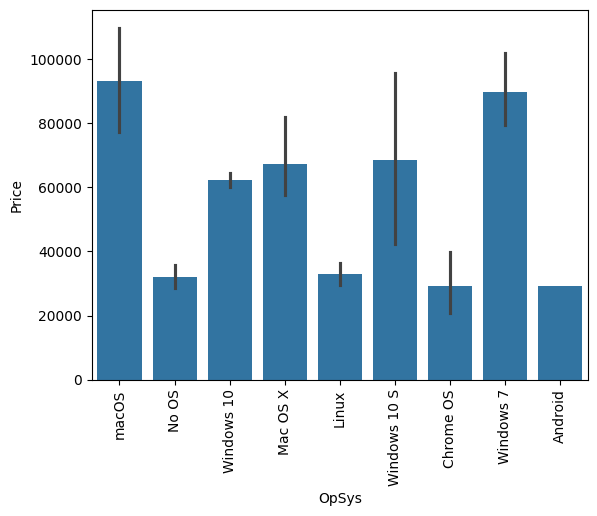 100000
80000
60000
40000
20000
0
Price
macOS
No OS
Windows 10
Mac OS X
Linux
Windows 10 S
Chrome OS
Windows 7
Android
OpSys